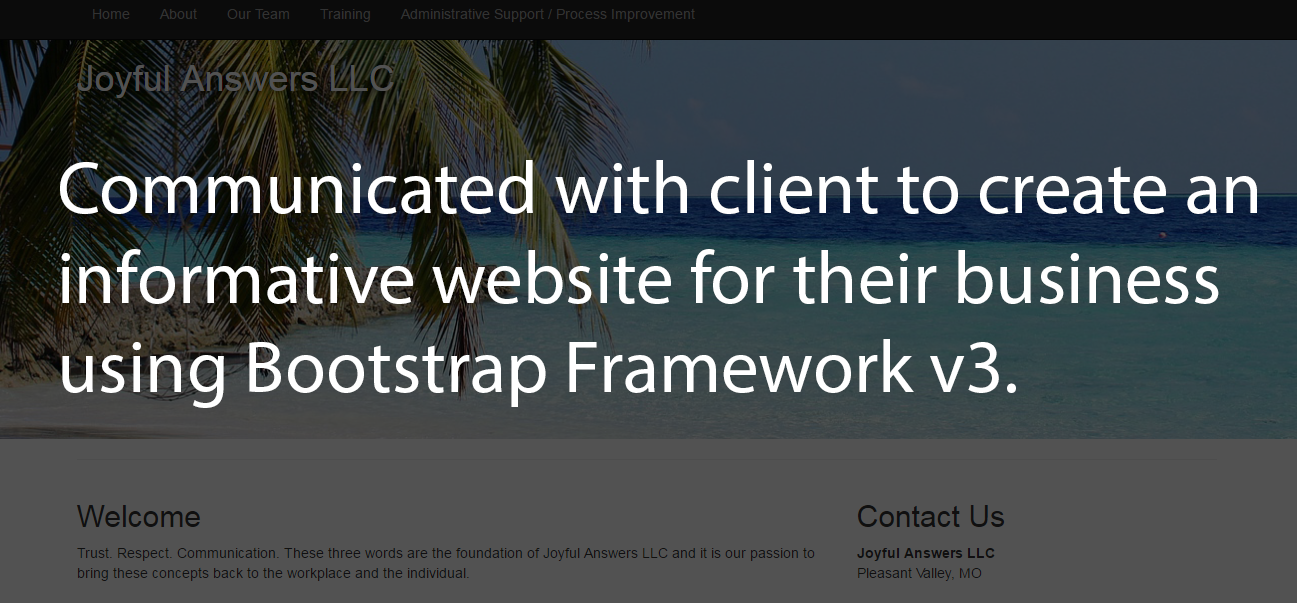 Home About Our Team Training Administrative Support / Process Improvement
Joyful Answers LLC
Communicated with client to create an
informative website for their business
using Bootstrap Framework v3.
Welcome
Trust. Respect. Communication. These three words are the foundation of Joyful Answers LLC and it is our passion to
bring these concepts back to the workplace and the individual.
Contact Us
Joyful Answers LLC
Pleasant Valley, MO